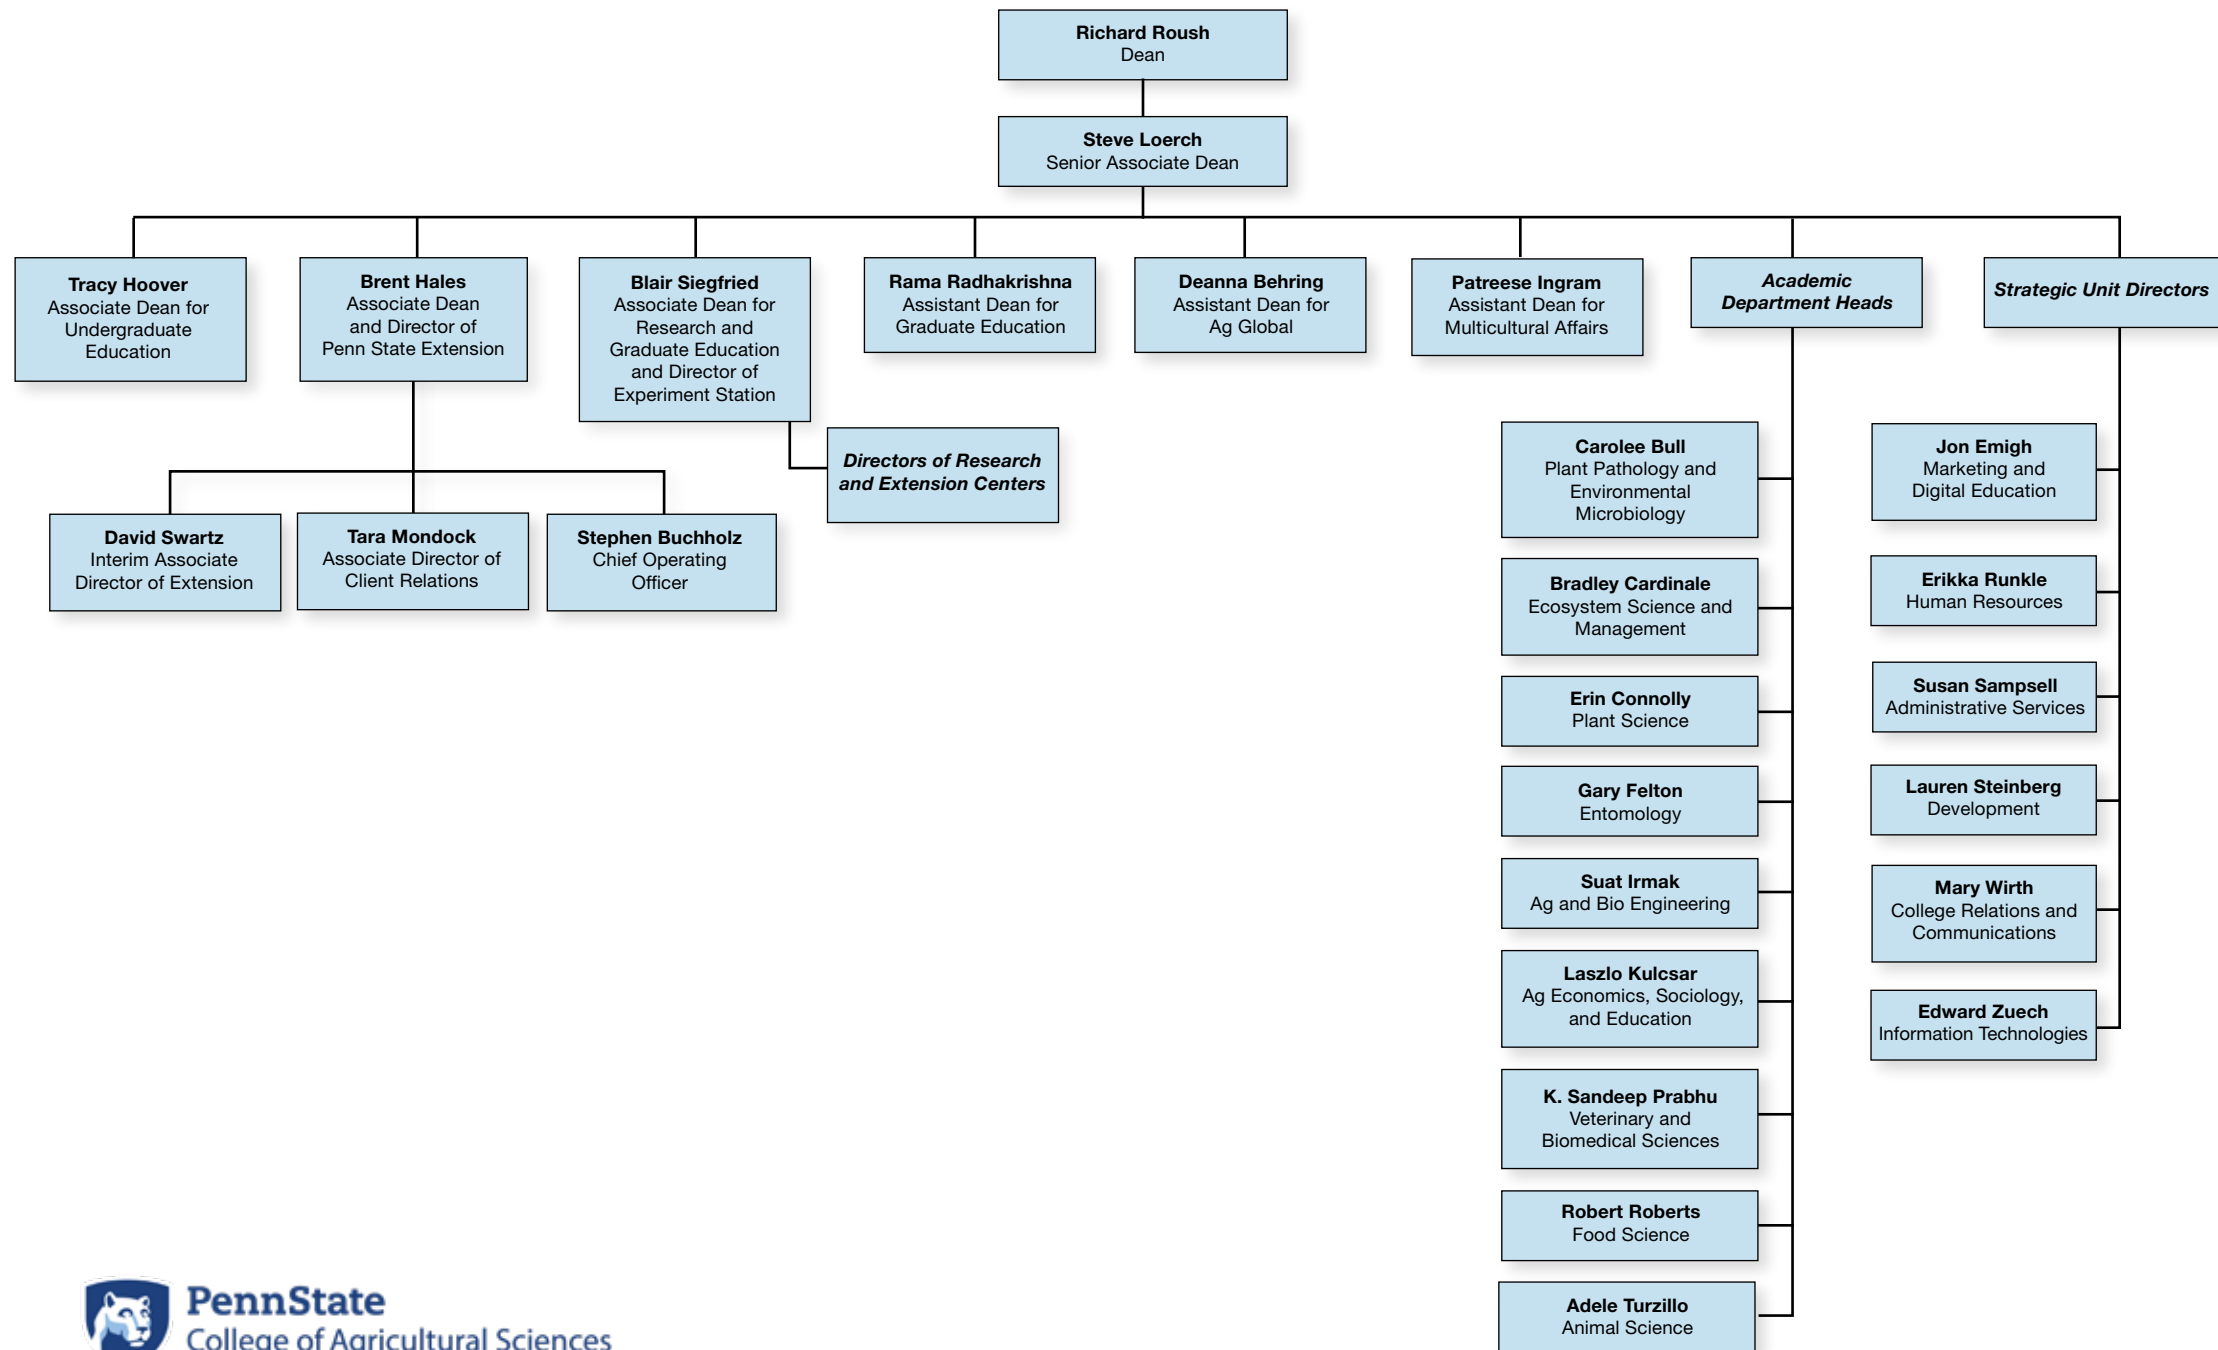 Richard Roush
Dean
Steve Loerch
Senior Associate Dean
Tracy Hoover
Associate Dean for
Undergraduate
Education
Brent Hales
Associate Dean
and Director of
Penn State Extension
Blair Siegfried
Associate Dean for
Research and
Graduate Education
and Director of
Experiment Station
Rama Radhakrishna
Assistant Dean for
Graduate Education
Deanna Behring
Assistant Dean for
Ag Global
Patreese Ingram
Assistant Dean for
Multicultural Affairs
Academic
Department Heads
Strategic Unit Directors
Directors of Research
and Extension Centers
David Swartz
Interim Associate
Director of Extension
Tara Mondock
Associate Director of
Client Relations
Stephen Buchholz
Chief Operating
Officer
Carolee Bull
Plant Pathology and
Environmental
Microbiology
Bradley Cardinale
Ecosystem Science and
Management
Erin Connolly
Plant Science
Gary Felton
Entomology
Suat Irmak
Ag and Bio Engineering
Laszlo Kulcsar
Ag Economics, Sociology,
and Education
K. Sandeep Prabhu
Veterinary and
Biomedical Sciences
Robert Roberts
Food Science
Adele Turzillo
Animal Science
Jon Emigh
Marketing and
Digital Education
Erikka Runkle
Human Resources
Susan Sampsell
Administrative Services
Lauren Steinberg
Development
Mary Wirth
College Relations and
Communications
Edward Zuech
Information Technologies
PennState
College of Agricultural Sciences